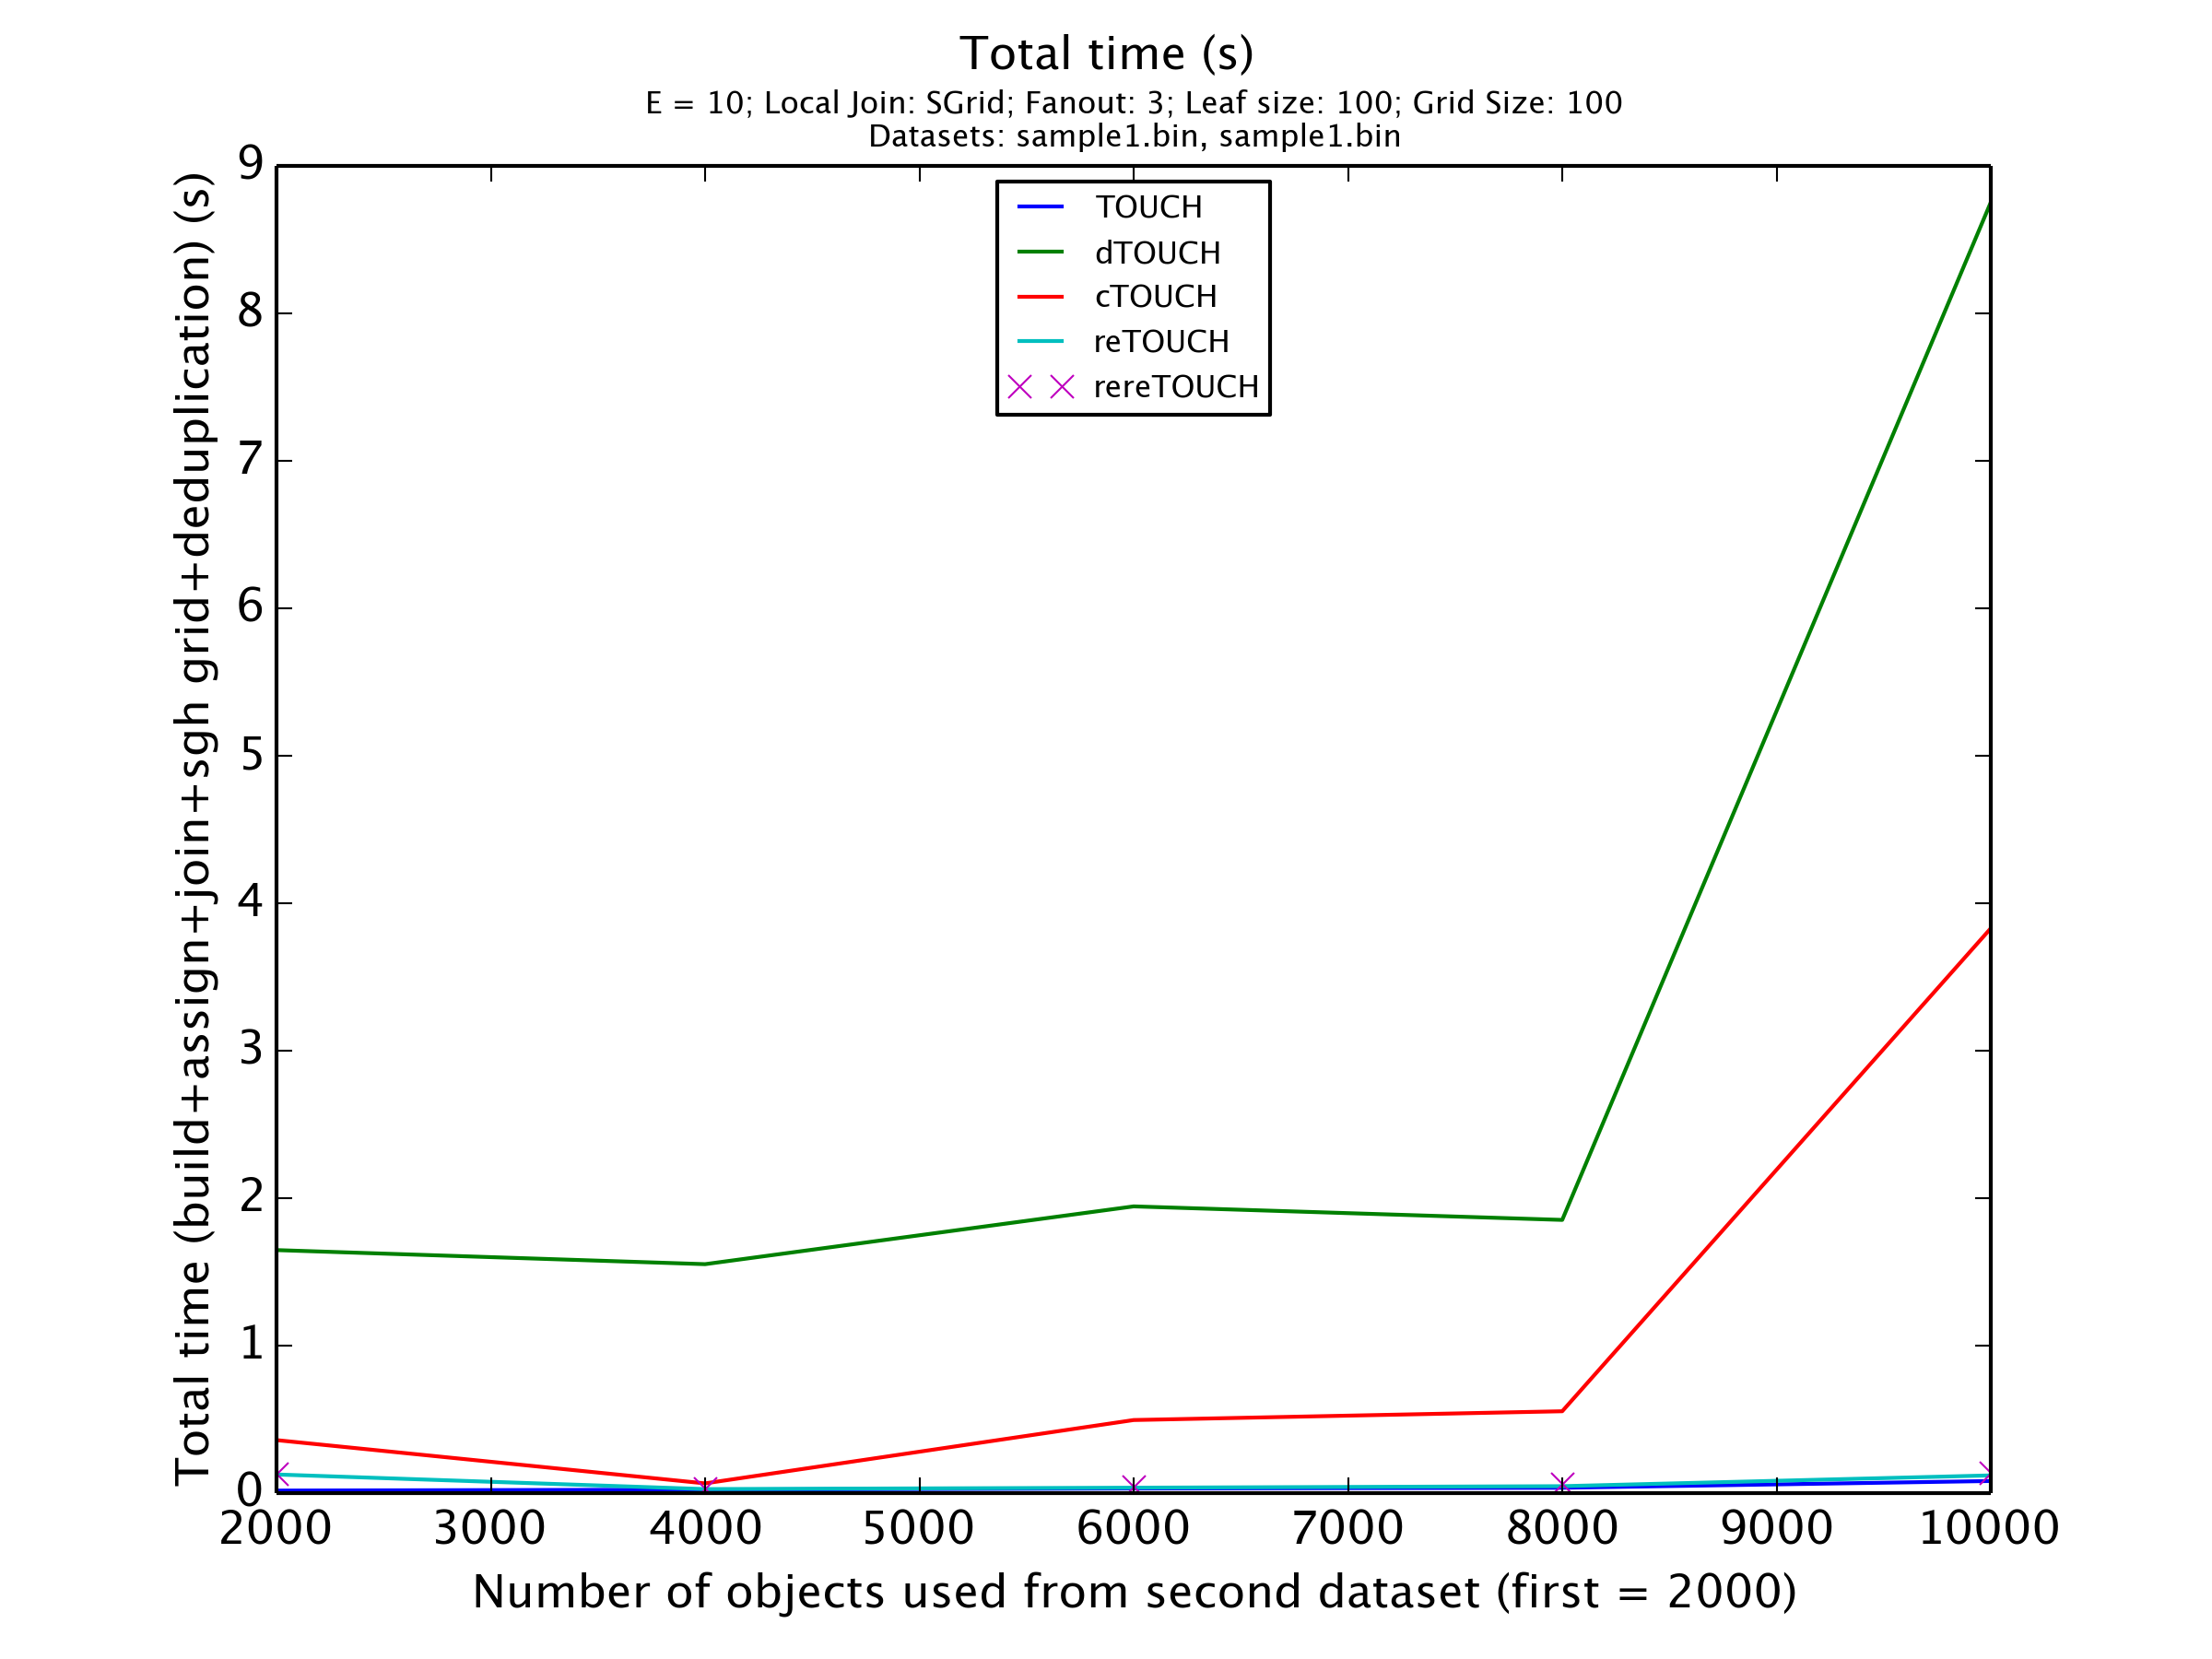 Total time (s)
E = 10; Local Join: SGrid; Fanout: 3; Leaf size: 100; Grid Size: 100
Datasets: sample1.bin, sample1.bin
Total time (build+assign+join+sgh grid+deduplication) (s)
9
8
7
6
5
4
3
2
1
0
TOUCH
dTOUCH
cTOUCH
reTOUCH
rereTOUCH
2000 3000 4000 5000 6000 7000 8000 9000 10000
Number of objects used from second dataset (first = 2000)